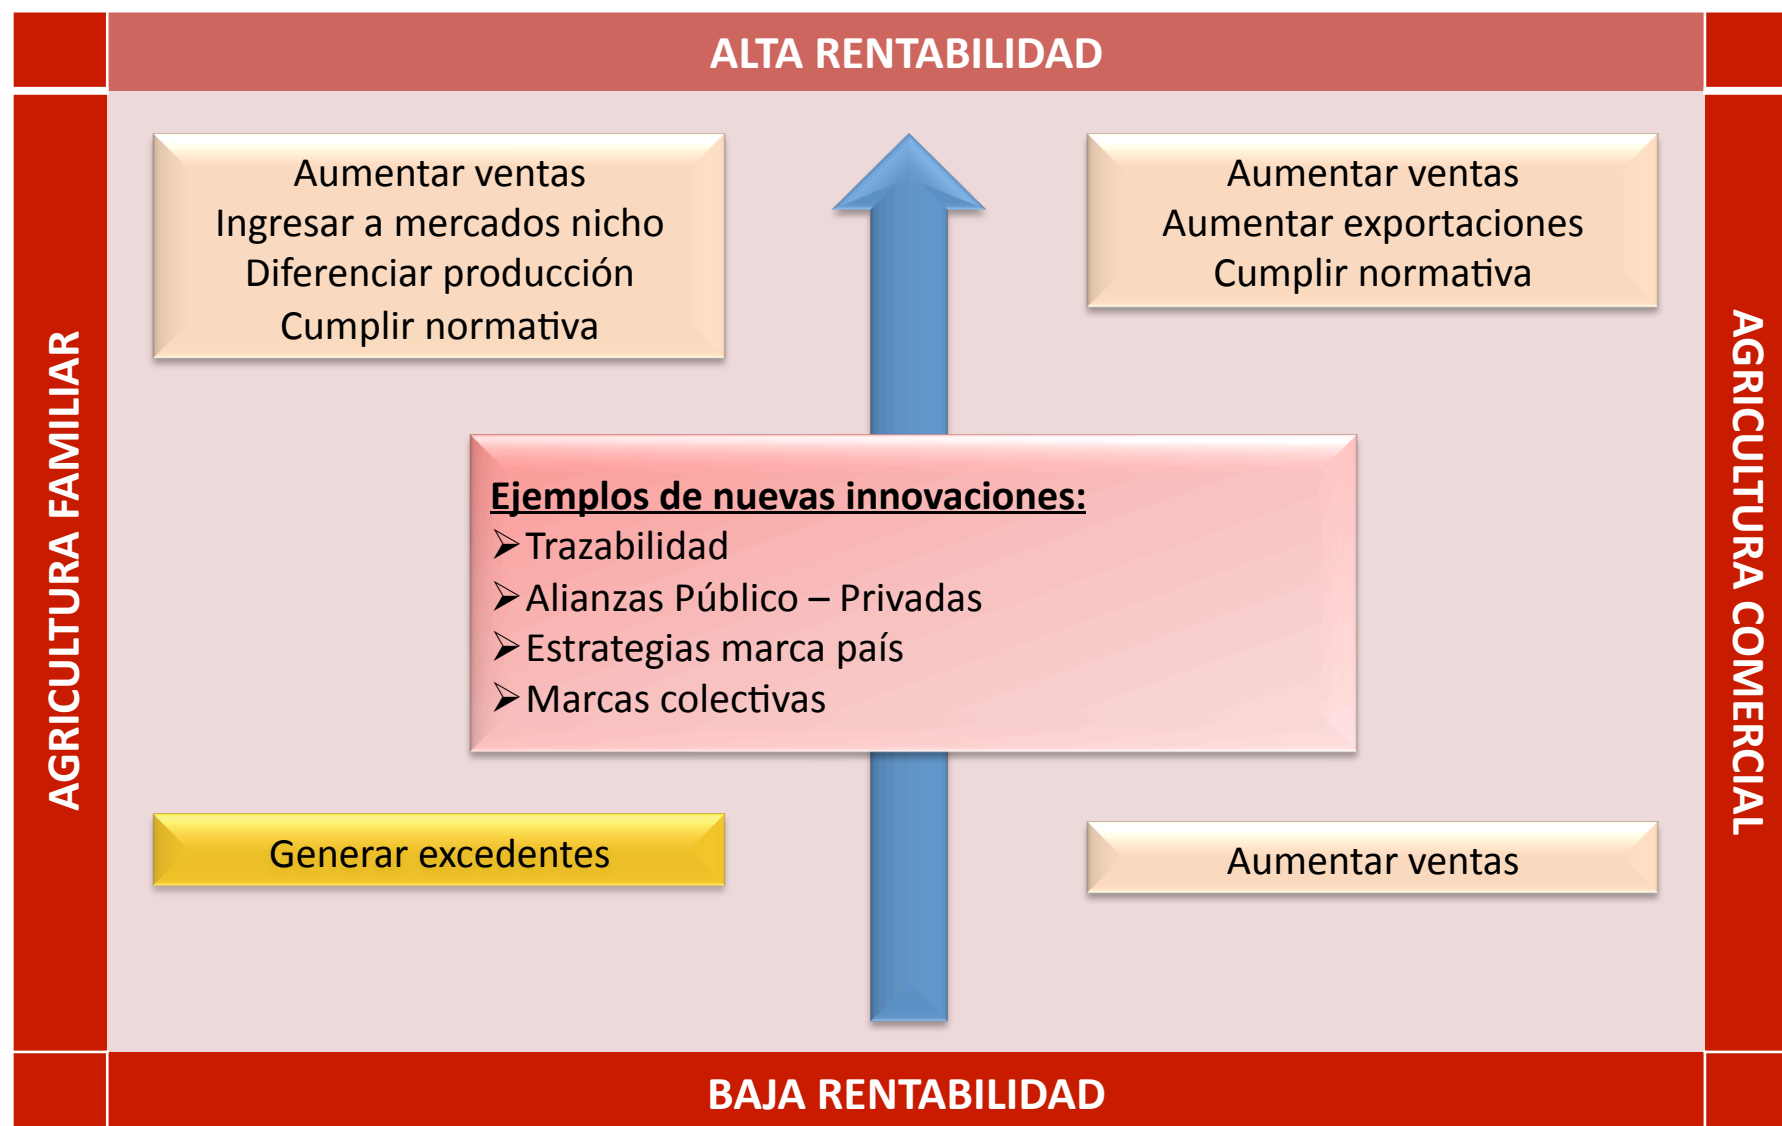 ALTA RENTABILIDAD
AGRICULTURA FAMILIAR
Aumentar ventas
Ingresar a mercados nicho
Diferenciar producción
Cumplir normativa
Aumentar ventas
Aumentar exportaciones
Cumplir normativa
AGRICULTURA COMERCIAL
Ejemplos de nuevas innovaciones:
➢Trazabilidad
➢Alianzas Público – Privadas
➢Estrategias marca país
➢Marcas colectivas
Generar excedentes
Aumentar ventas
BAJA RENTABILIDAD